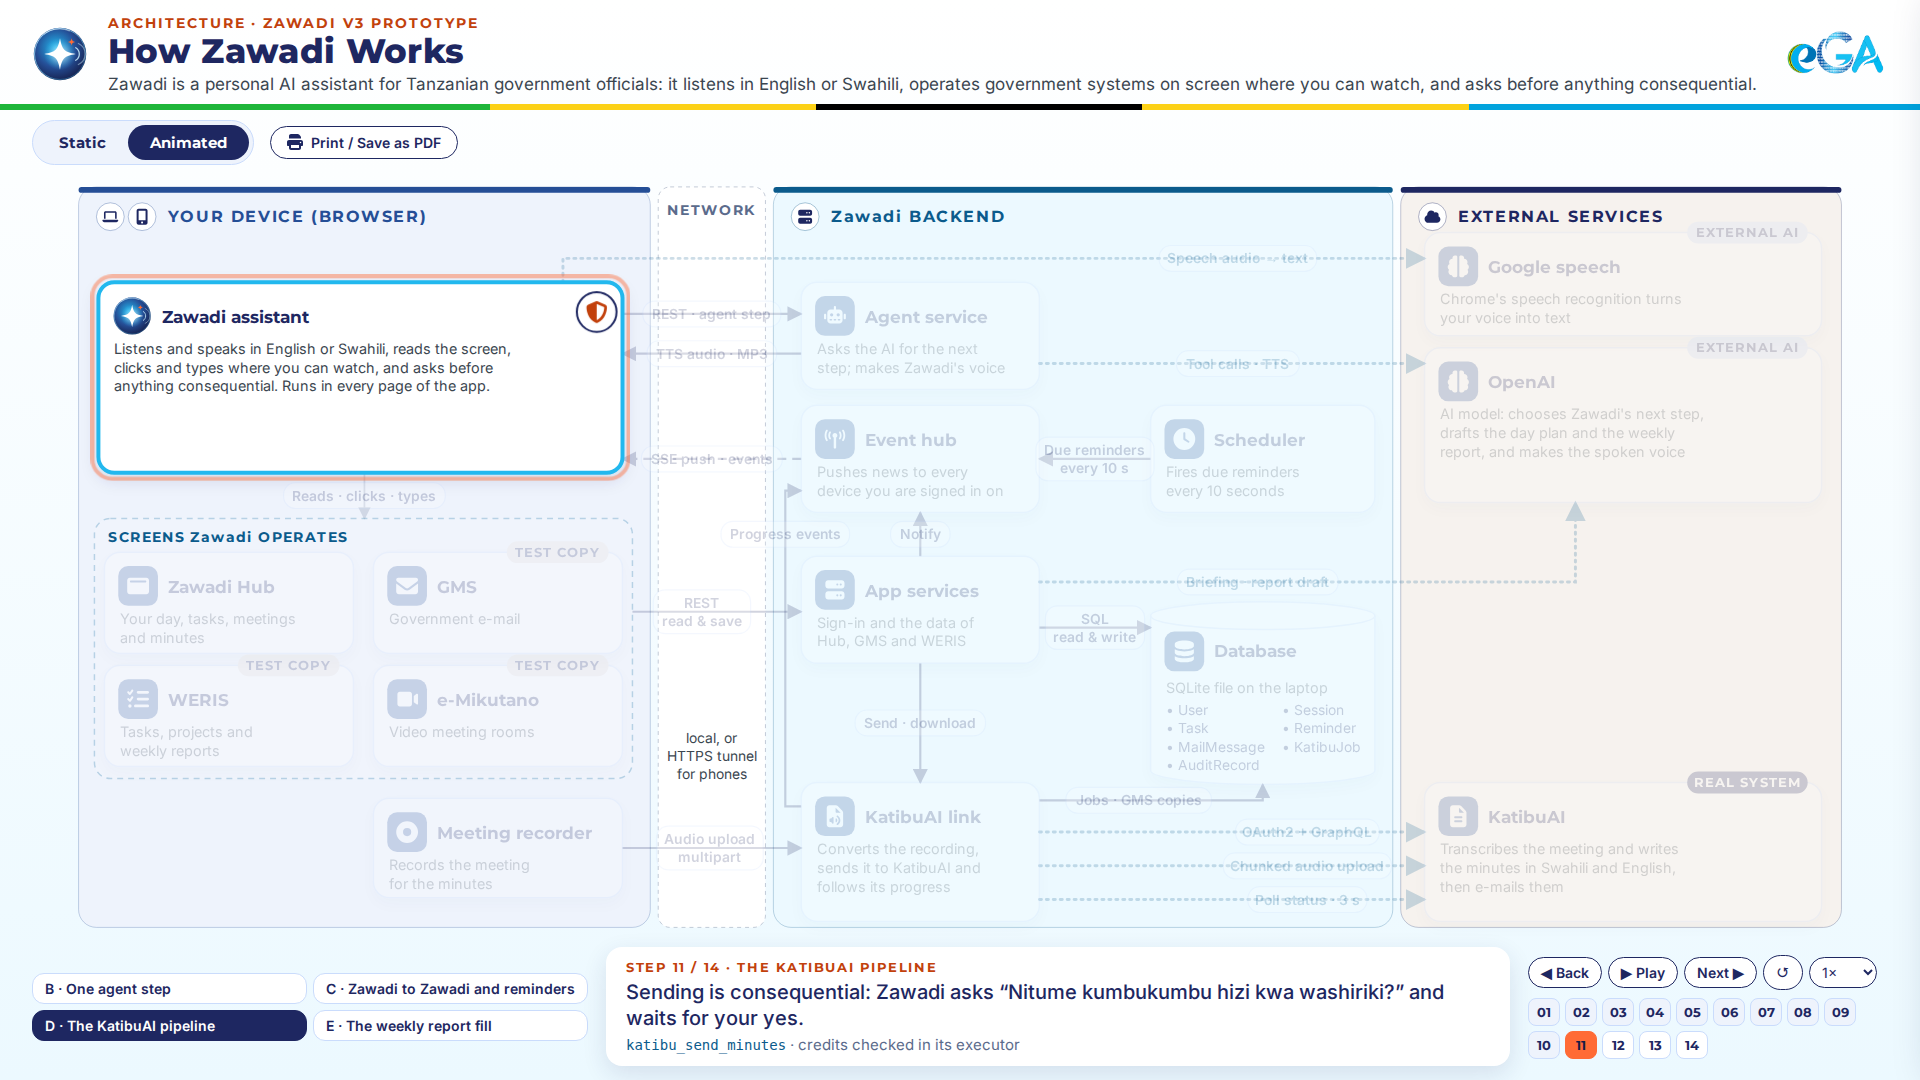 ARCHITECTURE · ZAWADI V3 PROTOTYPE
How Zawadi Works
Zawadi is a personal AI assistant for Tanzanian government officials: it listens in English or Swahili, operates government systems on screen where you can watch, and asks before anything consequential.
eGA
Static
Animated
Print / Save as PDF
YOUR DEVICE (BROWSER)
Zawadi assistant
Listens and speaks in English or Swahili, reads the screen,
clicks and types where you can watch, and asks before
anything consequential. Runs in every page of the app.
Reads · clicks · types
SCREENS Zawadi OPERATES
Zawadi Hub
Your day, tasks, meetings
and minutes
TEST COPY
GMS
Government e-mail
TEST COPY
WERIS
Tasks, projects and
weekly reports
TEST COPY
e-Mikutano
Video meeting rooms
Meeting recorder
Records the meeting
for the minutes
NETWORK
REST · agent step
TTS audio · MP3
SSE push · events
Progress events
REST
read & save
local, or
HTTPS tunnel
for phones
Audio upload
multipart
Zawadi BACKEND
Speech audio → text
Agent service
Asks the AI for the next
step; makes Zawadi's voice
Tool calls · TTS
Event hub
Pushes news to every
device you are signed in on
Due reminders
every 10 s
Scheduler
Fires due reminders
every 10 seconds
Notify
App services
Sign-in and the data of
Hub, GMS and WERIS
Briefing · report draft
SQL
read & write
Database
SQLite file on the laptop
• User
• Session
• Task
• Reminder
• MailMessage
• KatibuJob
• AuditRecord
Send · download
KatibuAI link
Converts the recording,
sends it to KatibuAI and
follows its progress
Jobs · GMS copies
OAuth2 + GraphQL
Chunked audio upload
Poll status · 3 s
EXTERNAL SERVICES
EXTERNAL AI
Google speech
Chrome's speech recognition turns
your voice into text
EXTERNAL AI
OpenAI
AI model: chooses Zawadi's next step,
drafts the day plan and the weekly
report, and makes the spoken voice
REAL SYSTEM
KatibuAI
Transcribes the meeting and writes
the minutes in Swahili and English,
then e-mails them
B · One agent step
C · Zawadi to Zawadi and reminders
D · The KatibuAI pipeline
E · The weekly report fill
STEP 11 / 14 · THE KATIBUAI PIPELINE
Sending is consequential: Zawadi asks “Nitume kumbukumbu hizi kwa washiriki?” and
waits for your yes.
katibu_send_minutes · credits checked in its executor
◀ Back
▶ Play
Next ▶
↺
1×
01 02 03 04 05 06 07 08 09
10 11 12 13 14